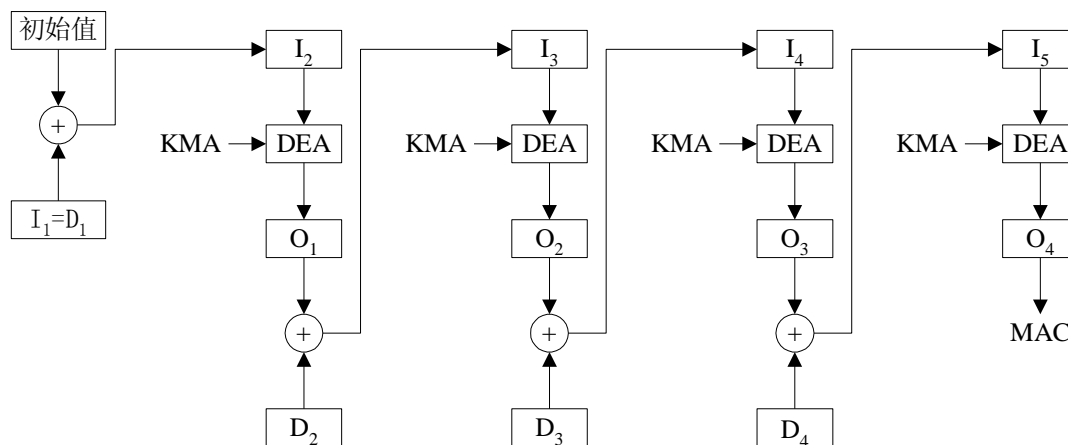 初始值
I₂
I₃
I₄
I₅
+
KMA
DEA
KMA
DEA
KMA
DEA
KMA
DEA
I₁=D₁
O₁
O₂
O₃
O₄
+
+
+
MAC
D₂
D₃
D₄